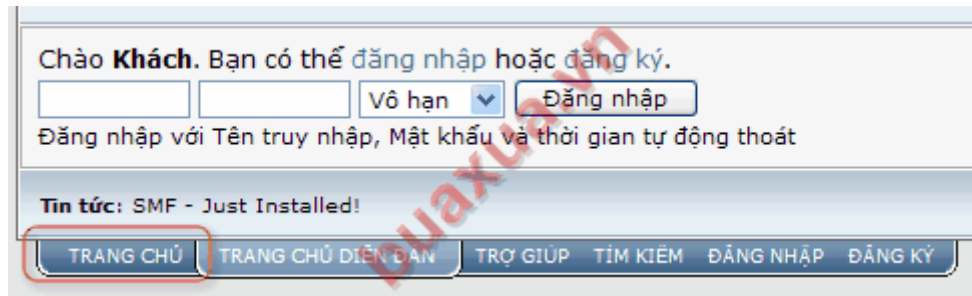 Chào Khách. Bạn có thể đăng nhập hoặc đăng ký.
Vô hạn Đăng nhập
Đăng nhập với Tên truy nhập, Mật khẩu và thời gian tự động thoát
Tin tức: SMF - Just Installed!
TRANG CHỦ TRANG CHỦ DIỄN ĐÀN TRỢ GIÚP TÌM KIẾM ĐĂNG NHẬP ĐĂNG KÝ
puaxua.vn